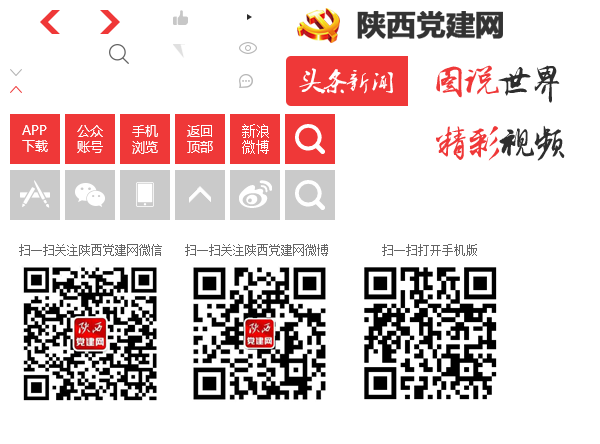 陕西党建网
头条新闻
图说世界
APP
下载
公众
账号
手机
浏览
返回
顶部
新浪
微博
精彩视频
扫一扫关注陕西党建网微信
扫一扫关注陕西党建网微博
扫一扫打开手机版
陕西
党建网
陕西
党建网